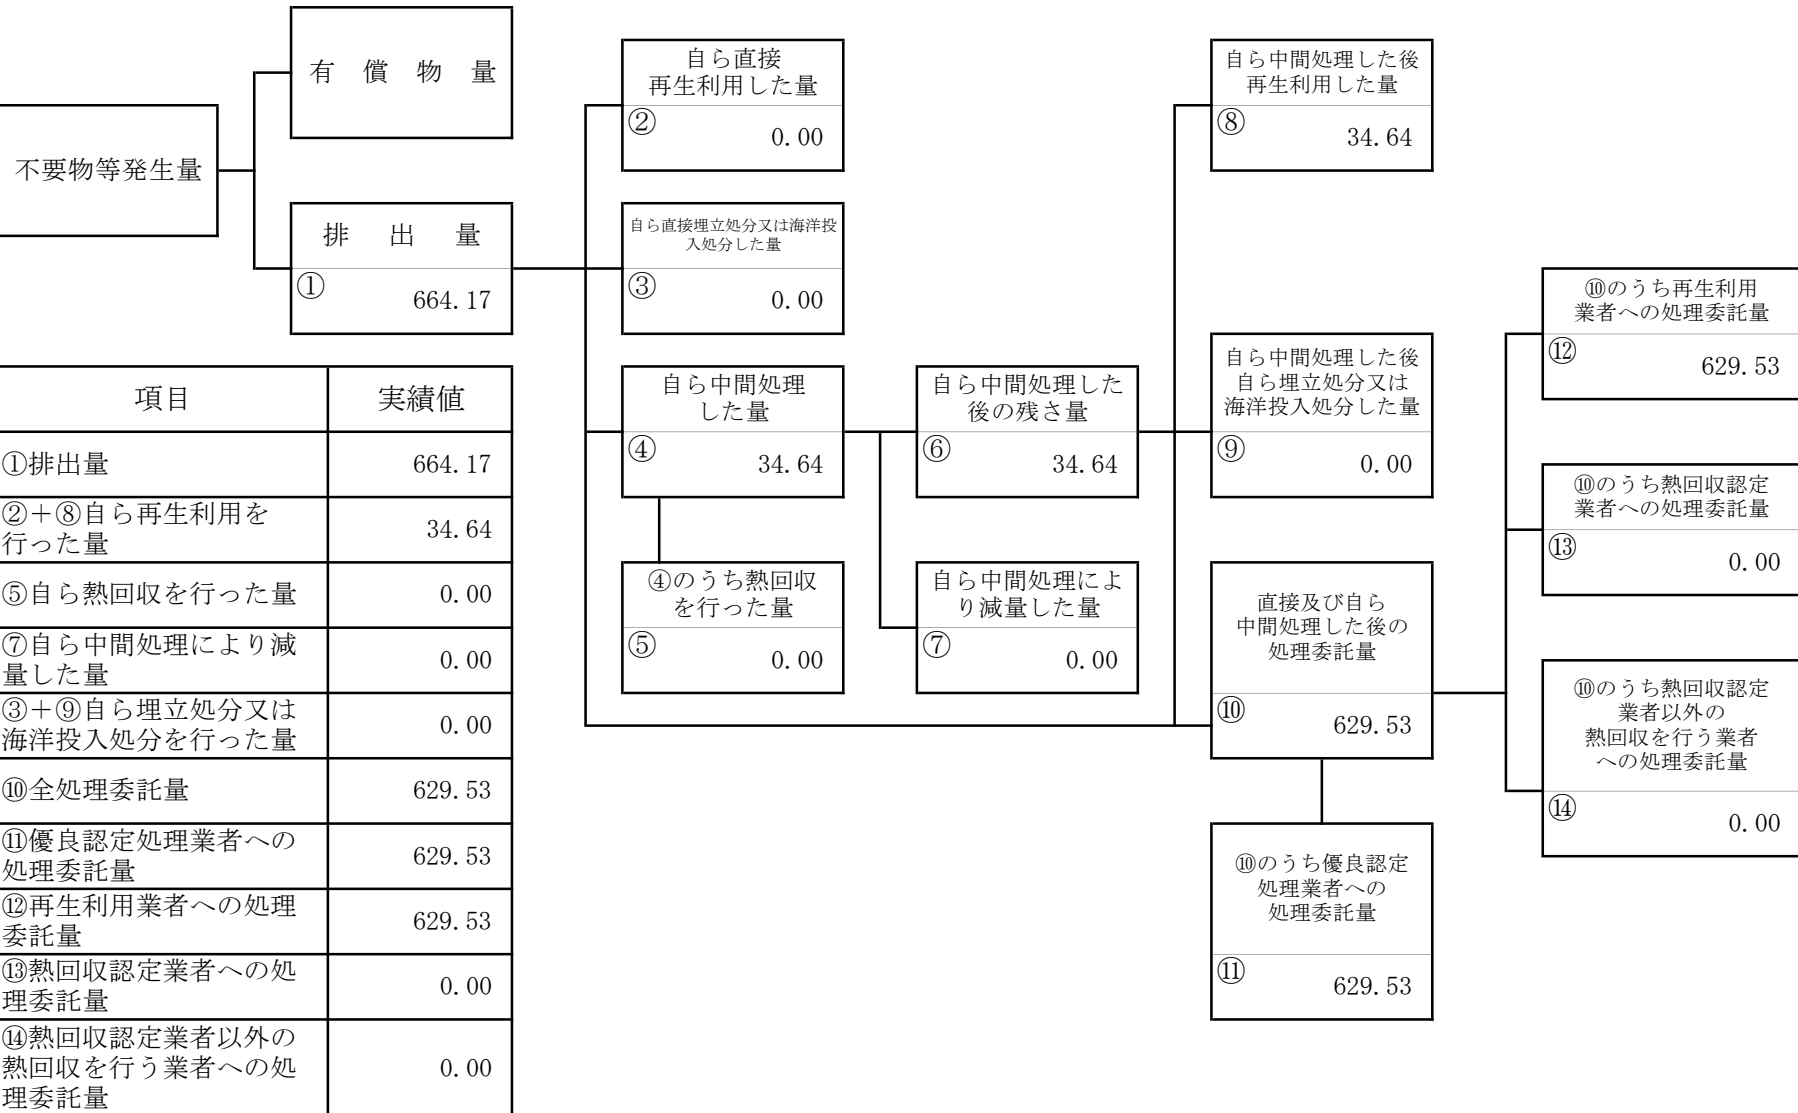 有　償　物　量
不要物等発生量
排　出　量
①
664.17
自ら直接
再生利用した量
②
0.00
自ら直接埋立処分又は海洋投
入処分した量
③
0.00
自ら中間処理
した量
④
34.64
④のうち熱回収
を行った量
⑤
0.00
自ら中間処理した
後の残さ量
⑥
34.64
自ら中間処理によ
り減量した量
⑦
0.00
自ら中間処理した後
再生利用した量
⑧
34.64
自ら中間処理した後
自ら埋立処分又は
海洋投入処分した量
⑨
0.00
直接及び自ら
中間処理した後の
処理委託量
⑩
629.53
⑩のうち優良認定
処理業者への
処理委託量
⑪
629.53
⑩のうち再生利用
業者への処理委託量
⑫
629.53
⑩のうち熱回収認定
業者への処理委託量
⑬
0.00
⑩のうち熱回収認定
業者以外の
熱回収を行う業者
への処理委託量
⑭
0.00
項目　実績値
①排出量　664.17
②＋⑧自ら再生利用を
行った量　34.64
⑤自ら熱回収を行った量　0.00
⑦自ら中間処理により減
量した量　0.00
③＋⑨自ら埋立処分又は
海洋投入処分を行った量　0.00
⑩全処理委託量　629.53
⑪優良認定処理業者への
処理委託量　629.53
⑫再生利用業者への処理
委託量　629.53
⑬熱回収認定業者への処
理委託量　0.00
⑭熱回収認定業者以外の
熱回収を行う業者への処
理委託量　0.00